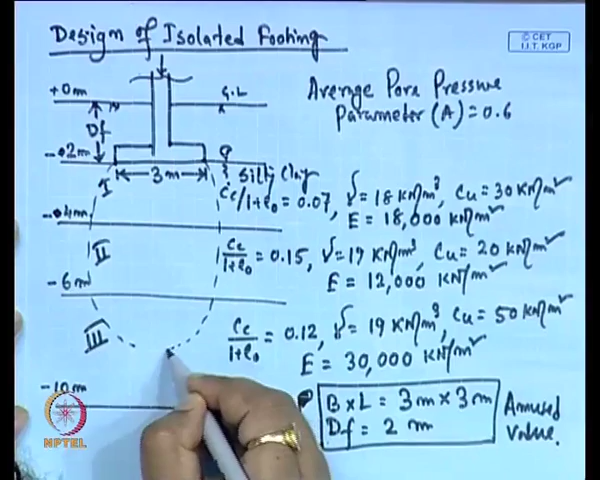 Design of Isolated Footing
© CET
I.I.T. KGP
+0m
G.L
Average Pore Pressure
Parameter (A) = 0.6
Df
-2m
3m
I
Silty Clay
Cc/1+e₀ = 0.07, γ = 18 KN/m³, Cu = 30 KN/m²
E = 18,000 KN/m²
-4m
II
Cc/1+e₀ = 0.15, γ = 19 KN/m³, Cu = 20 KN/m²
E = 12,000 KN/m²
-6m
III
Cc/1+e₀ = 0.12, γ = 19 KN/m³, Cu = 50 KN/m²
E = 30,000 KN/m²
-10m
B x L = 3m x 3m
Df = 2 m
Assumed
Value.
NPTEL